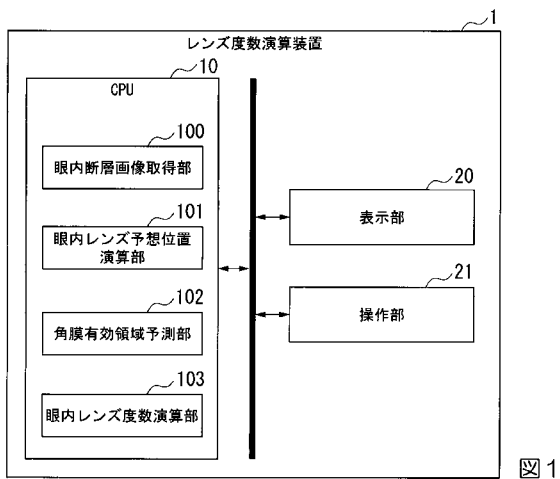 1
レンズ度数演算装置
10
CPU
100
眼内断層画像取得部
101
眼内レンズ予想位置
演算部
102
角膜有効領域予測部
103
眼内レンズ度数演算部
20
表示部
21
操作部
図1